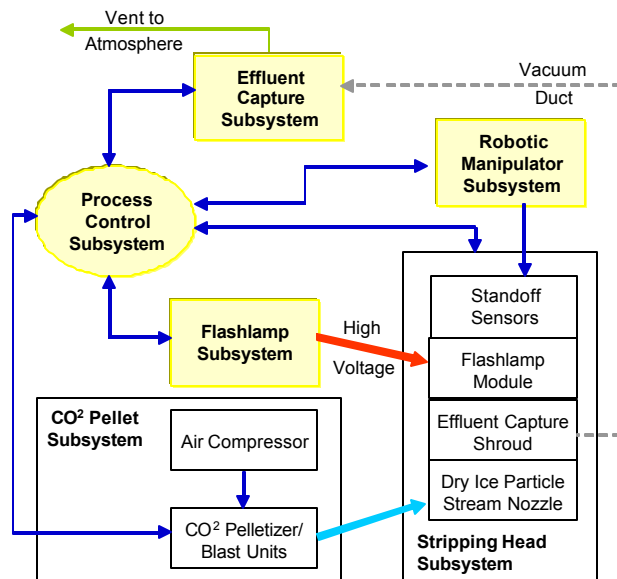 Vent to
Atmosphere
Effluent
Capture
Subsystem
Vacuum
Duct
Robotic
Manipulator
Subsystem
Process
Control
Subsystem
Standoff
Sensors
Flashlamp
Subsystem
High
Voltage
Flashlamp
Module
CO² Pellet
Subsystem
Air Compressor
Effluent Capture
Shroud
CO² Pelletizer/
Blast Units
Dry Ice Particle
Stream Nozzle
Stripping Head
Subsystem